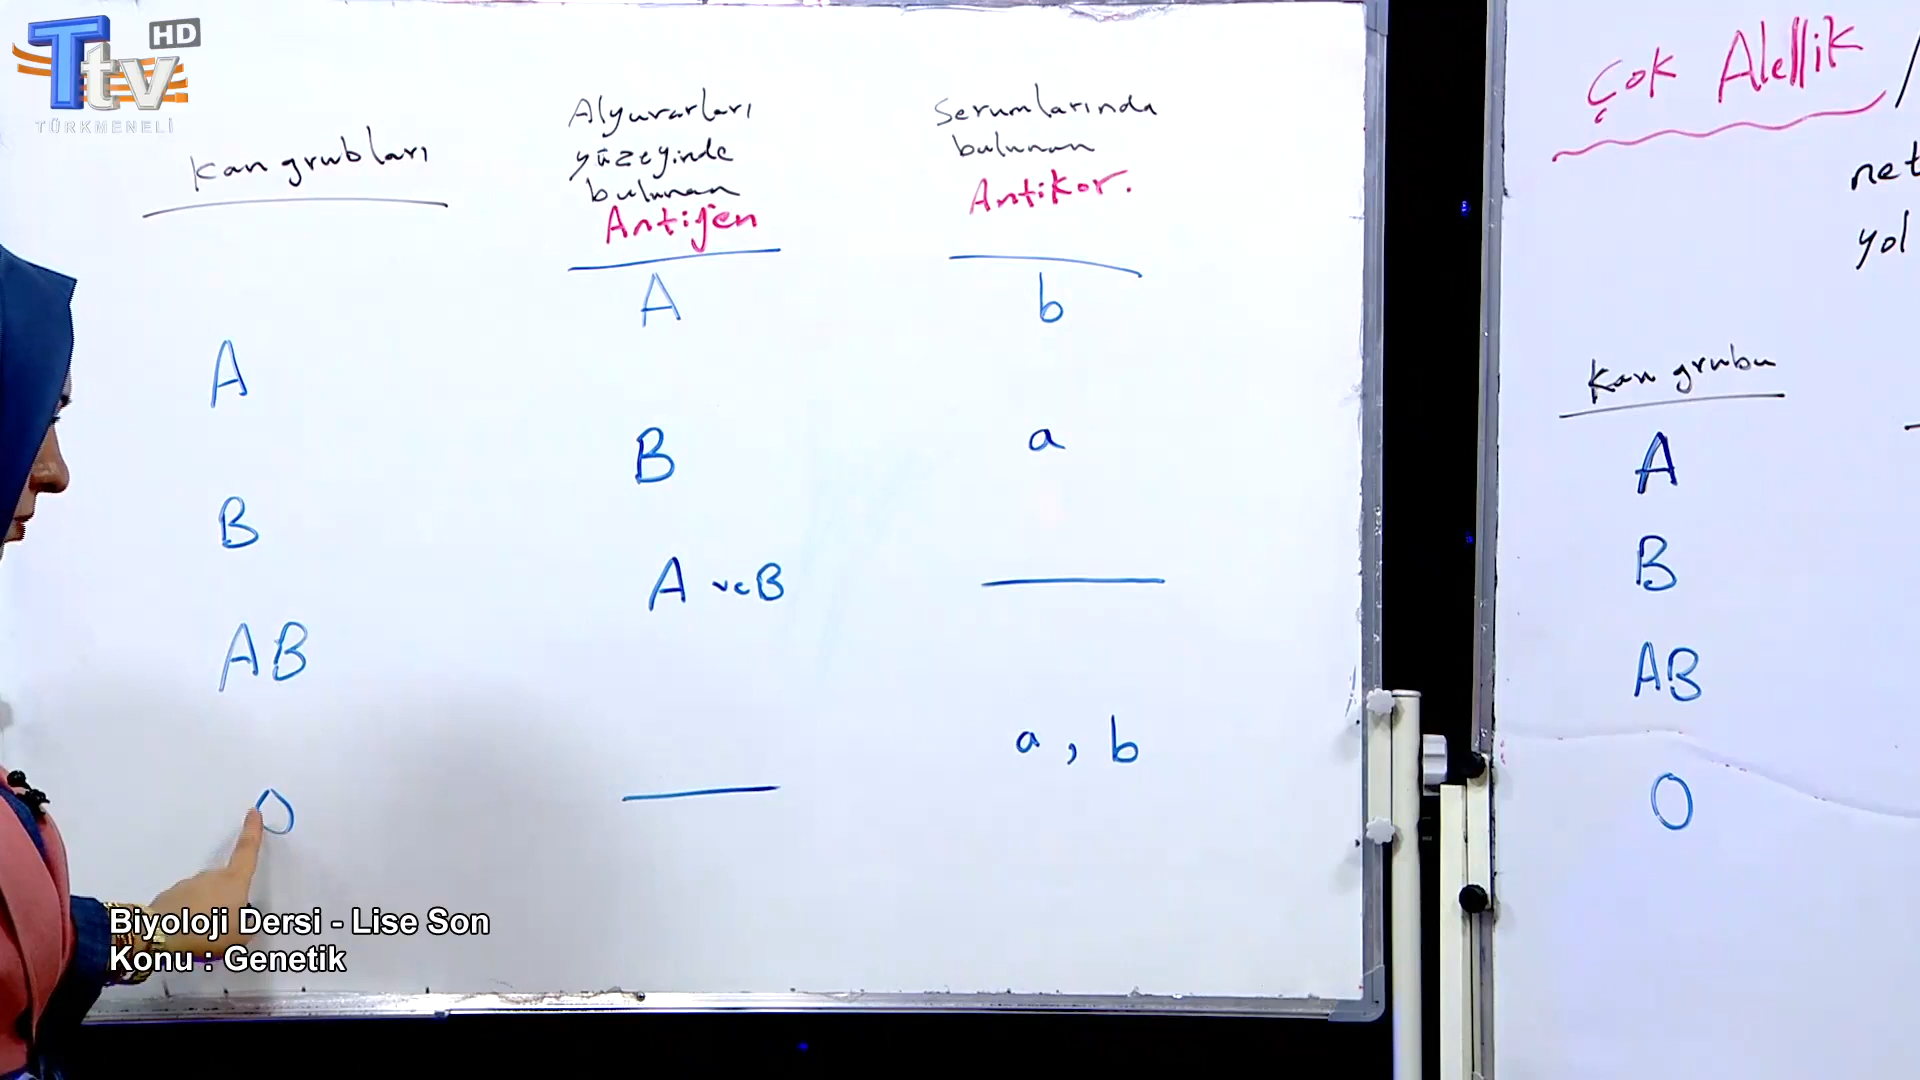 HD
Ttv
TÜRKMENELİ
Kan grubları
Alyuvarları
yüzeyinde
bulunan
Antijen
Serumlarında
bulunan
Antikor.
A
A
b
B
B
a
AB
A ve B
O
a, b
Çok Alellik
net
yol
Kan grubu
A
B
AB
O
Biyoloji Dersi - Lise Son
Konu : Genetik